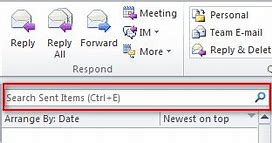 Meeting
Personal
Reply Reply All Forward IM
Team E-mail
More
Reply & Delete
Respond
Search Sent Items (Ctrl+E)
Arrange By: Date Newest on top